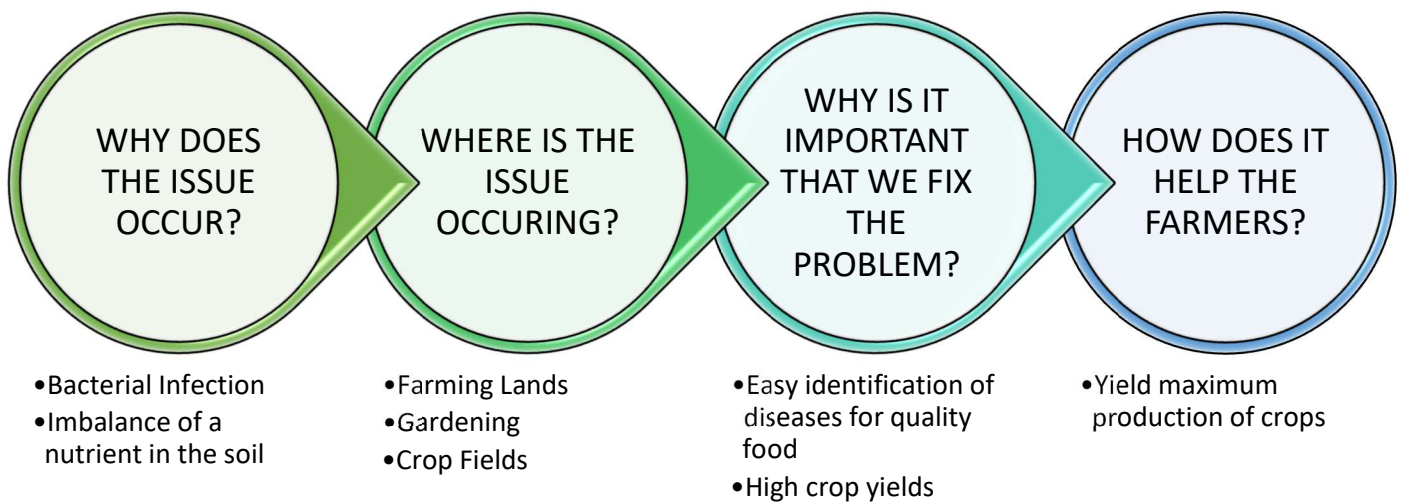 WHY DOES
THE ISSUE
OCCUR?
•Bacterial Infection
•Imbalance of a
nutrient in the soil
WHERE IS THE
ISSUE
OCCURING?
•Farming Lands
•Gardening
•Crop Fields
WHY IS IT
IMPORTANT
THAT WE FIX
THE
PROBLEM?
•Easy identification of
diseases for quality
food
•High crop yields
HOW DOES IT
HELP THE
FARMERS?
•Yield maximum
production of crops